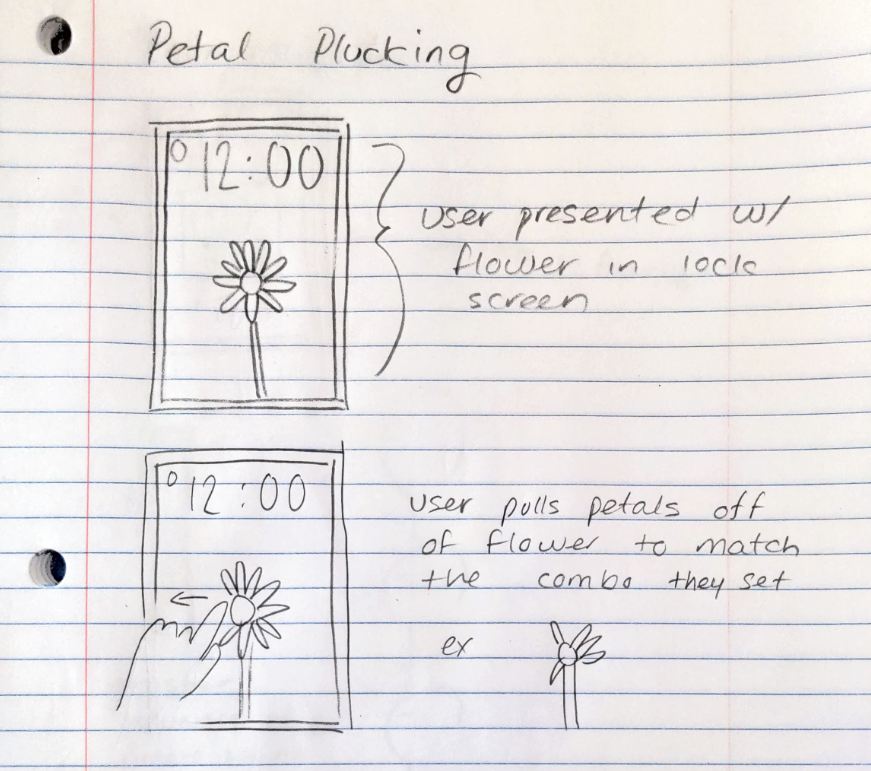 Petal Plucking
12:00
user presented w/
flower in lock
screen
12:00
user pulls petals off
of flower to match
the combo they set
ex